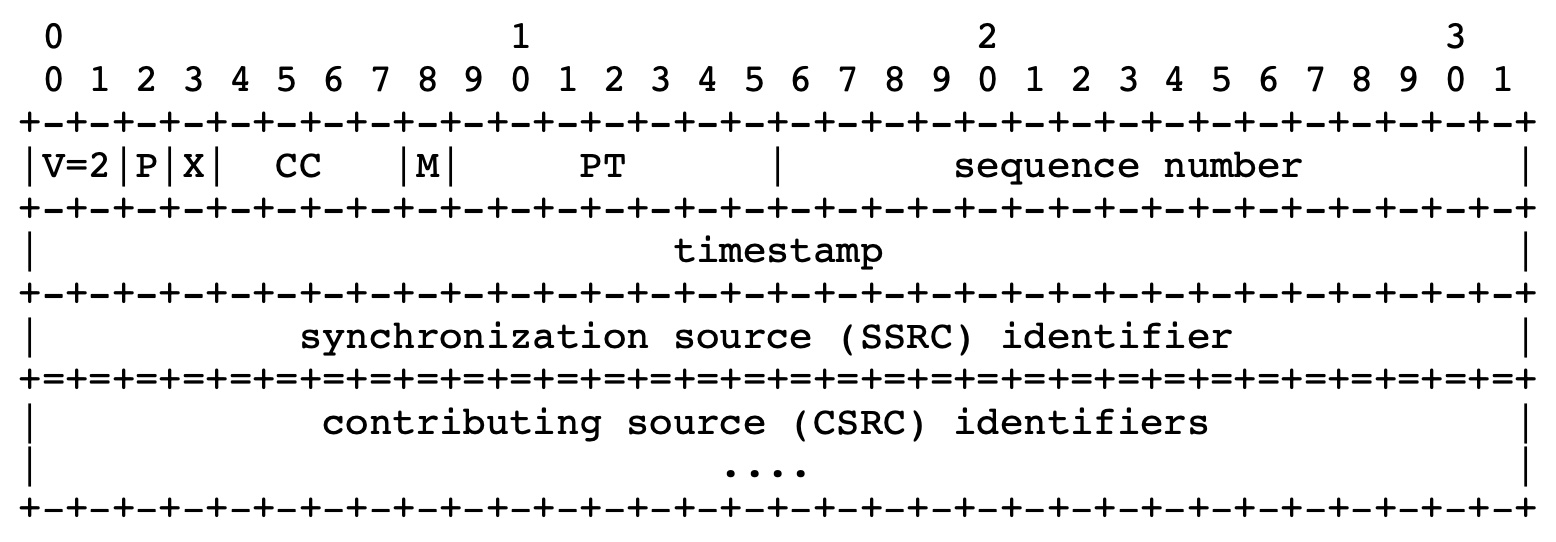 0                   1                   2                   3
 0 1 2 3 4 5 6 7 8 9 0 1 2 3 4 5 6 7 8 9 0 1 2 3 4 5 6 7 8 9 0 1
+-+-+-+-+-+-+-+-+-+-+-+-+-+-+-+-+-+-+-+-+-+-+-+-+-+-+-+-+-+-+-+-+
|V=2|P|X|  CC   |M|     PT      |       sequence number         |
+-+-+-+-+-+-+-+-+-+-+-+-+-+-+-+-+-+-+-+-+-+-+-+-+-+-+-+-+-+-+-+-+
|                           timestamp                           |
+-+-+-+-+-+-+-+-+-+-+-+-+-+-+-+-+-+-+-+-+-+-+-+-+-+-+-+-+-+-+-+-+
|           synchronization source (SSRC) identifier            |
+=+=+=+=+=+=+=+=+=+=+=+=+=+=+=+=+=+=+=+=+=+=+=+=+=+=+=+=+=+=+=+=+
|            contributing source (CSRC) identifiers             |
|                             ....                              |
+-+-+-+-+-+-+-+-+-+-+-+-+-+-+-+-+-+-+-+-+-+-+-+-+-+-+-+-+-+-+-+-+